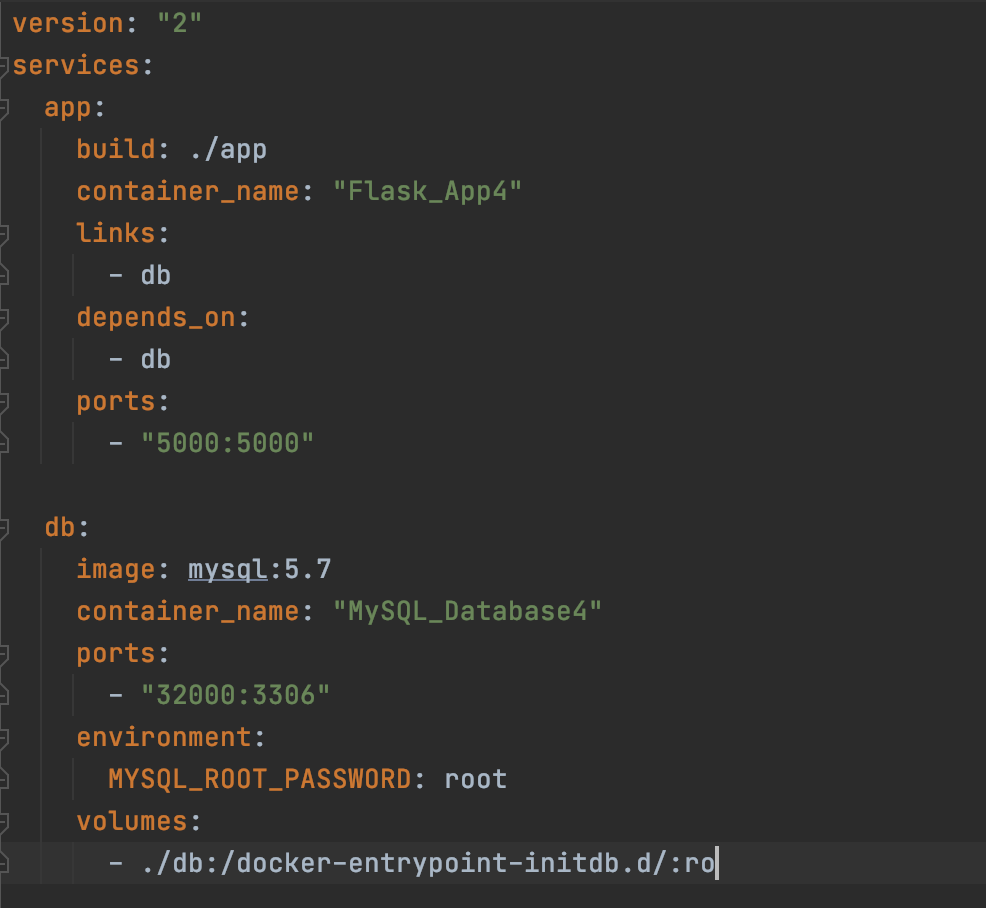 version: "2"
services:
  app:
    build: ./app
    container_name: "Flask_App4"
    links:
      - db
    depends_on:
      - db
    ports:
      - "5000:5000"

  db:
    image: mysql:5.7
    container_name: "MySQL_Database4"
    ports:
      - "32000:3306"
    environment:
      MYSQL_ROOT_PASSWORD: root
    volumes:
      - ./db:/docker-entrypoint-initdb.d/:ro